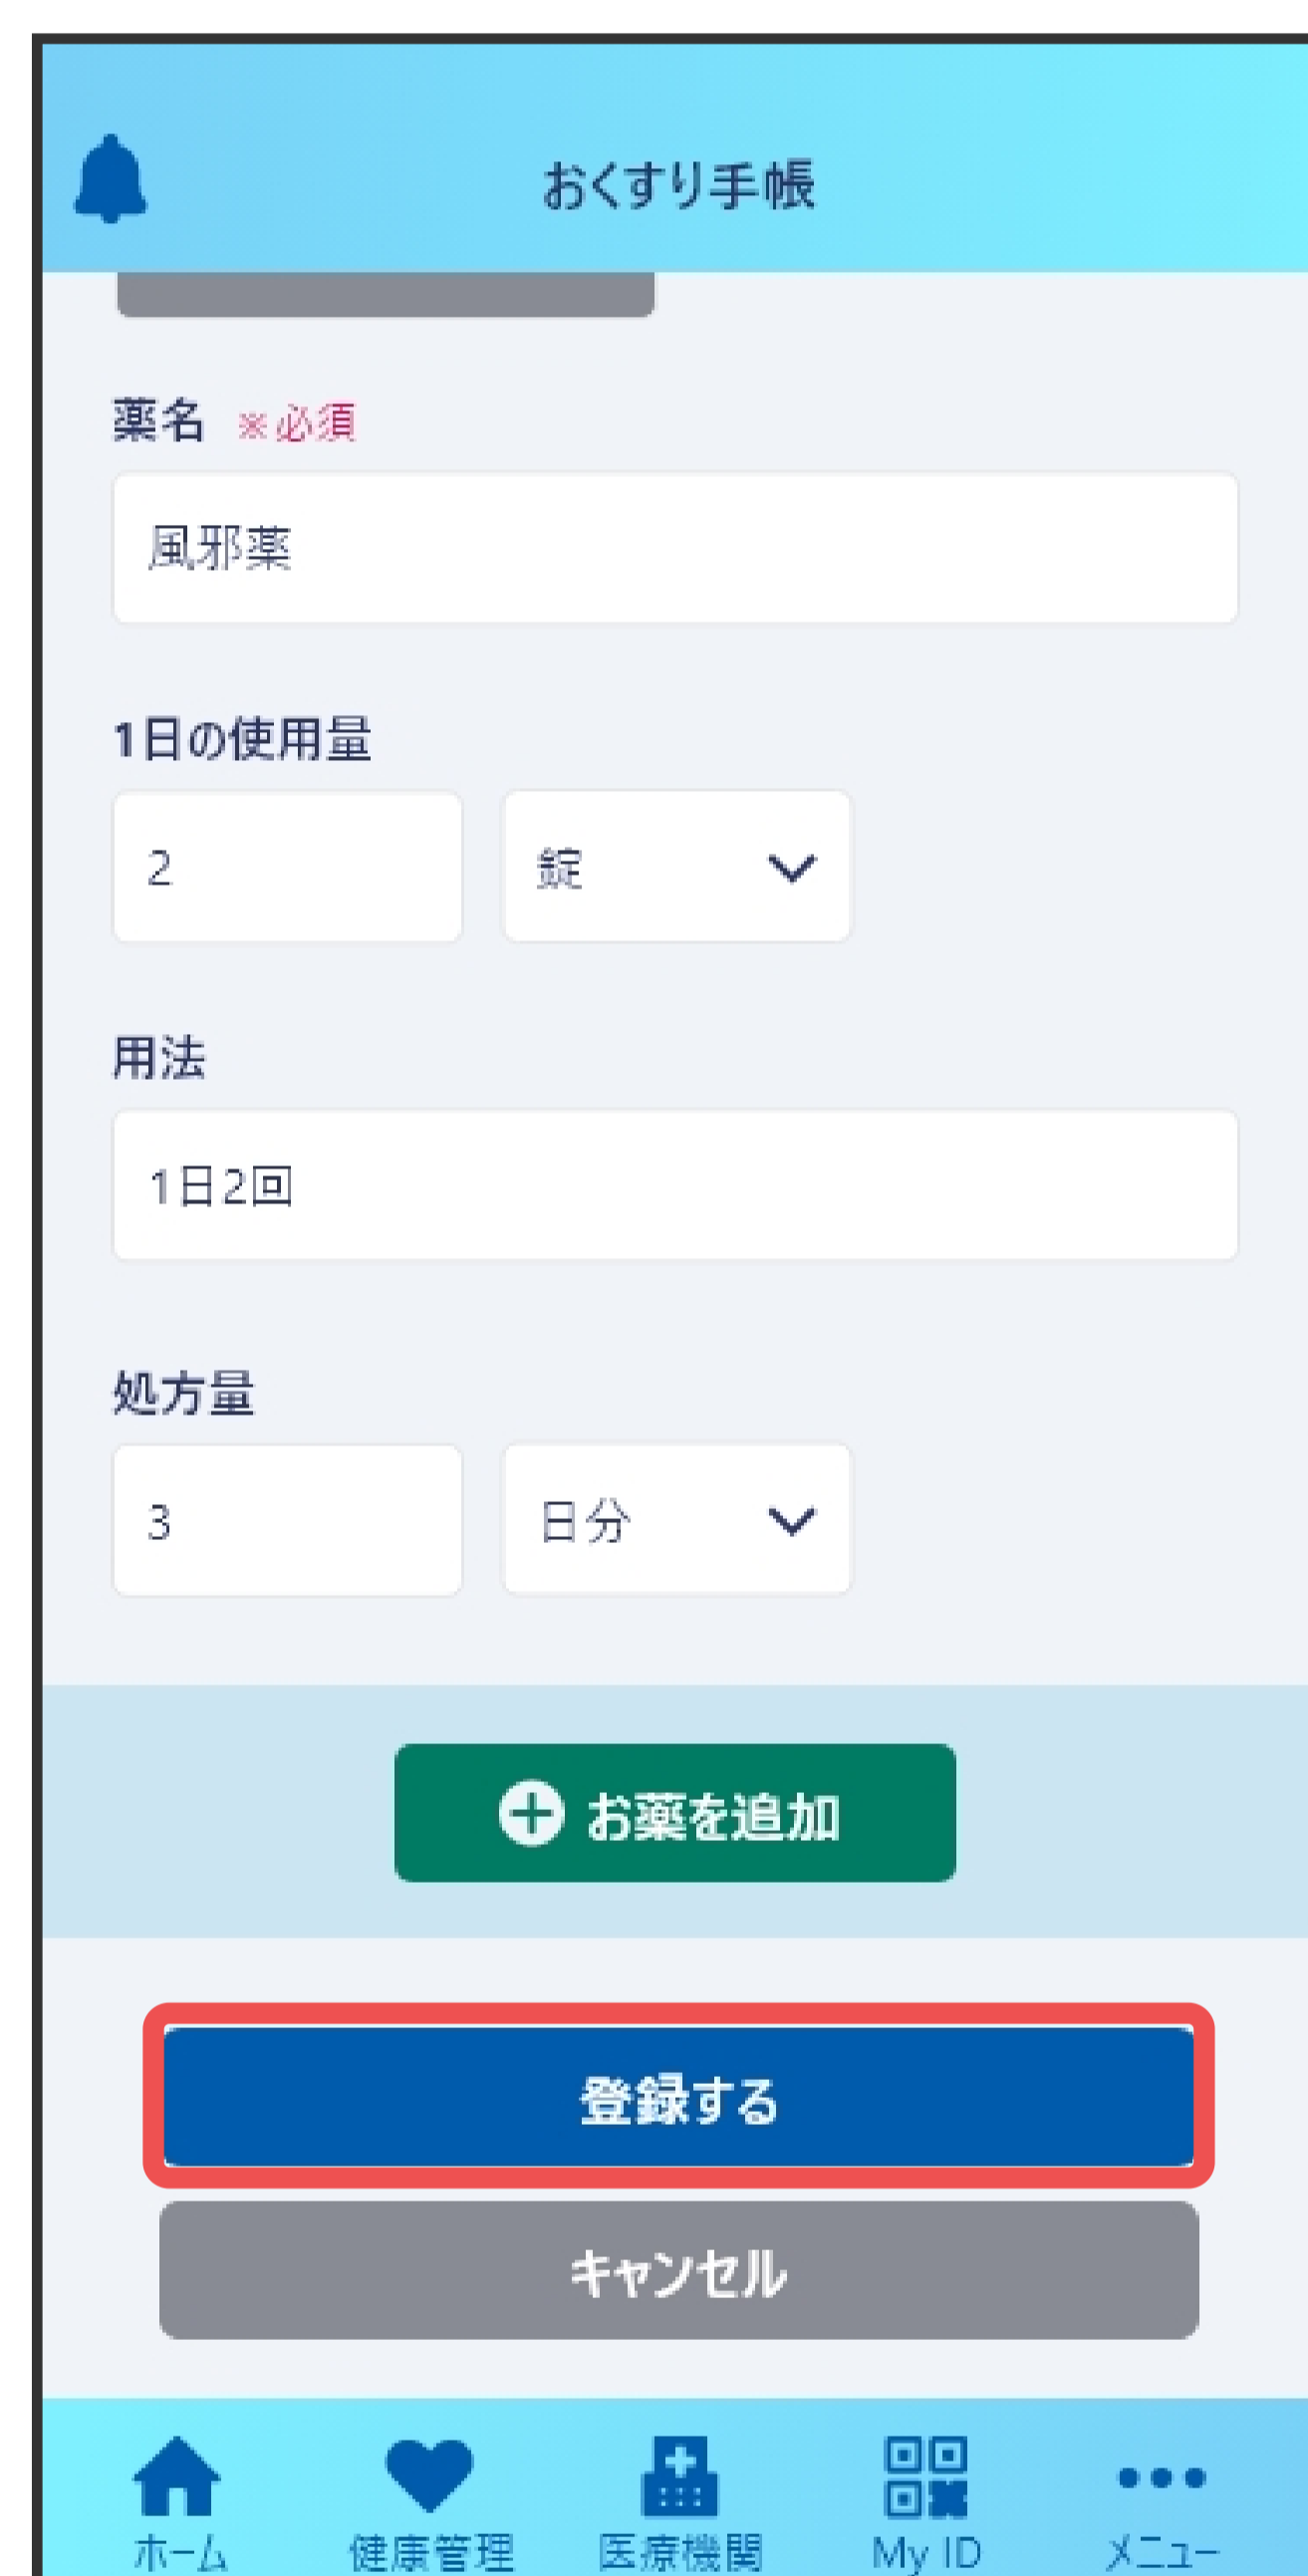 おくすり手帳
薬名 ※必須
風邪薬
1日の使用量
2 錠
用法
1日2回
処方量
3 日分
お薬を追加
登録する
キャンセル
ホーム 健康管理 医療機関 My ID メニュー